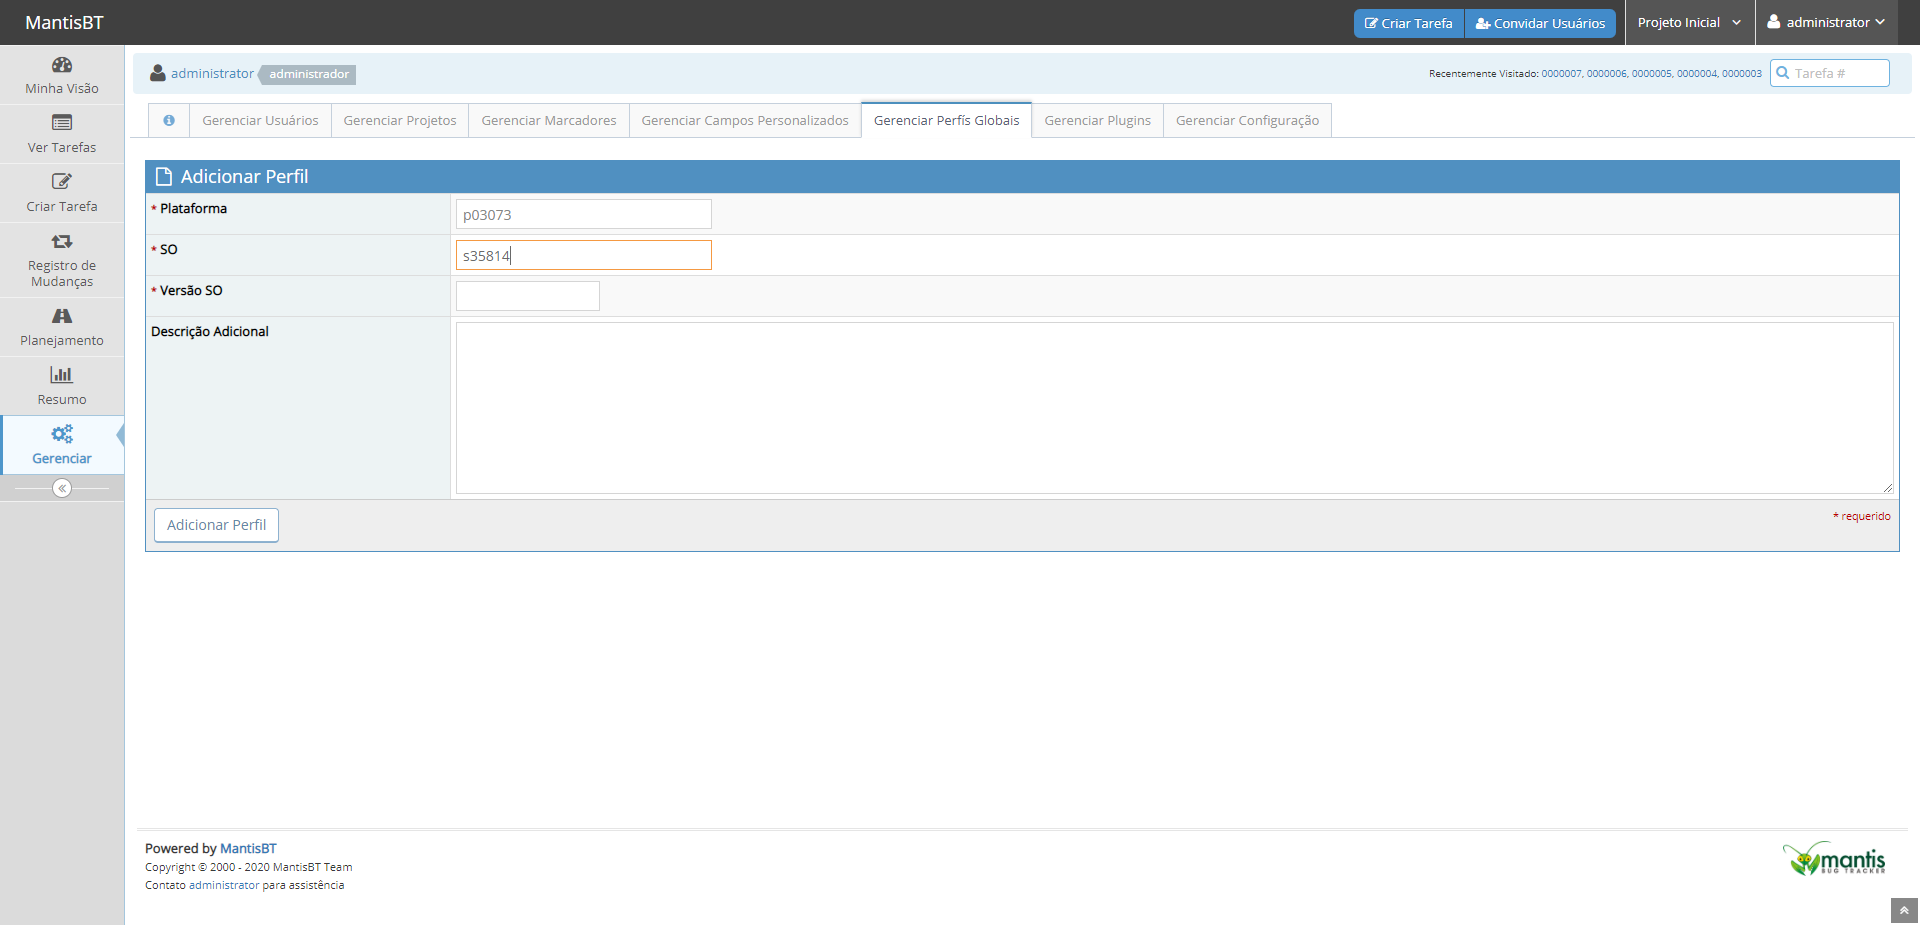 MantisBT
Criar Tarefa
Convidar Usuários
Projeto Inicial
administrator
Minha Visão
Ver Tarefas
Criar Tarefa
Registro de
Mudanças
Planejamento
Resumo
Gerenciar
administrator
administrador
Recentemente Visitado: 0000007, 0000006, 0000005, 0000004, 0000003
Tarefa #
Gerenciar Usuários
Gerenciar Projetos
Gerenciar Marcadores
Gerenciar Campos Personalizados
Gerenciar Perfís Globais
Gerenciar Plugins
Gerenciar Configuração
Adicionar Perfil
* Plataforma
p03073
* SO
s35814
* Versão SO
Descrição Adicional
Adicionar Perfil
* requerido
Powered by MantisBT
Copyright © 2000 - 2020 MantisBT Team
Contato administrator para assistência
mantis
BUG TRACKER